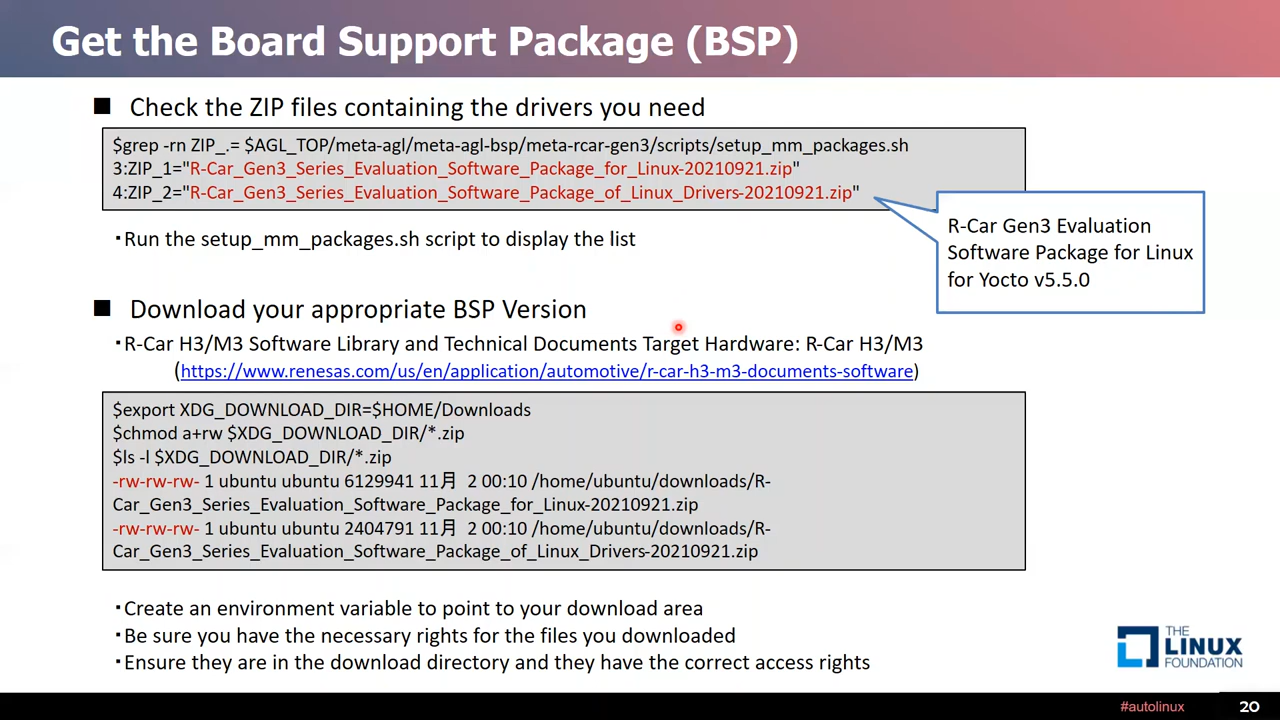 Get the Board Support Package (BSP)
■ Check the ZIP files containing the drivers you need
$grep -rn ZIP_.= $AGL_TOP/meta-agl/meta-agl-bsp/meta-rcar-gen3/scripts/setup_mm_packages.sh
3:ZIP_1="R-Car_Gen3_Series_Evaluation_Software_Package_for_Linux-20210921.zip"
4:ZIP_2="R-Car_Gen3_Series_Evaluation_Software_Package_of_Linux_Drivers-20210921.zip"
R-Car Gen3 Evaluation
Software Package for Linux
for Yocto v5.5.0
・Run the setup_mm_packages.sh script to display the list
■ Download your appropriate BSP Version
・R-Car H3/M3 Software Library and Technical Documents Target Hardware: R-Car H3/M3
(https://www.renesas.com/us/en/application/automotive/r-car-h3-m3-documents-software)
$export XDG_DOWNLOAD_DIR=$HOME/Downloads
$chmod a+rw $XDG_DOWNLOAD_DIR/*.zip
$ls -l $XDG_DOWNLOAD_DIR/*.zip
-rw-rw-rw- 1 ubuntu ubuntu 6129941 11月 2 00:10 /home/ubuntu/downloads/R-
Car_Gen3_Series_Evaluation_Software_Package_for_Linux-20210921.zip
-rw-rw-rw- 1 ubuntu ubuntu 2404791 11月 2 00:10 /home/ubuntu/downloads/R-
Car_Gen3_Series_Evaluation_Software_Package_of_Linux_Drivers-20210921.zip
・Create an environment variable to point to your download area
・Be sure you have the necessary rights for the files you downloaded
・Ensure they are in the download directory and they have the correct access rights
THE
LINUX
FOUNDATION
#autolinux
20